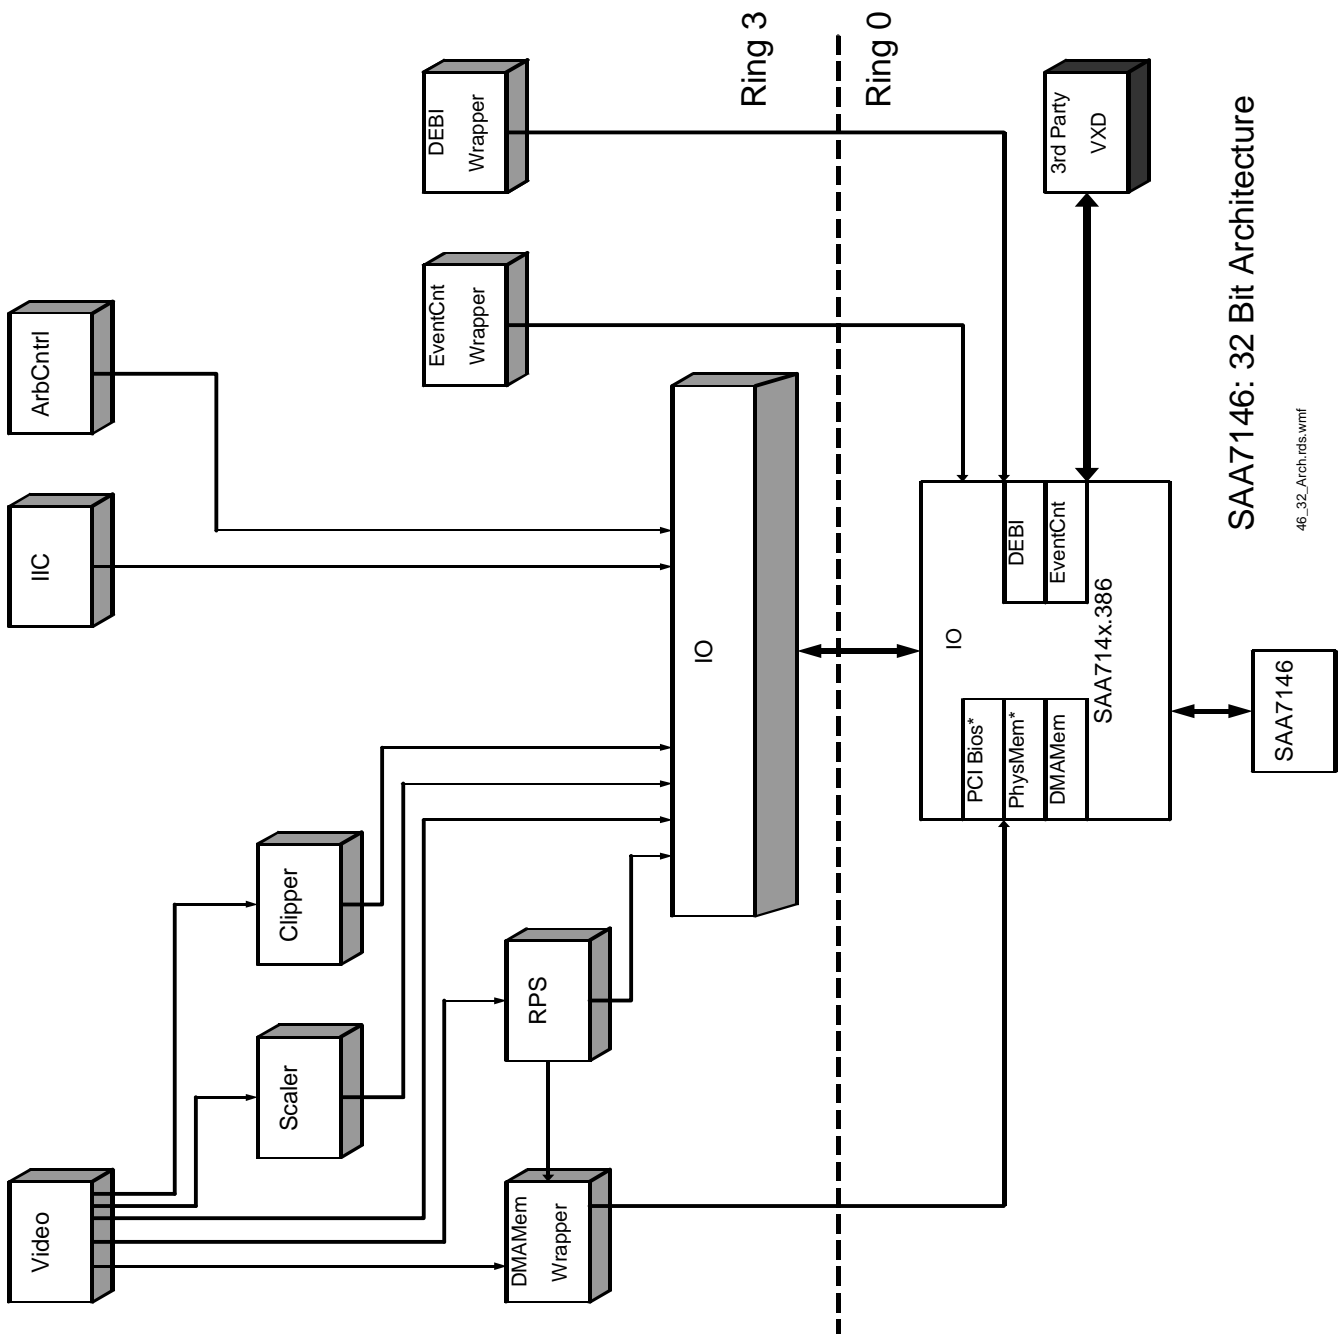 Video
IIC
ArbCntrl
Scaler
Clipper
DMAMem
Wrapper
RPS
EventCnt
Wrapper
DEBI
Wrapper
IO
Ring 3
Ring 0
IO
PCI Bios*
PhysMem*
DMAMem
DEBI
EventCnt
SAA714x.386
3rd Party
VXD
SAA7146
SAA7146: 32 Bit Architecture
46_32_Arch.rds.wmf